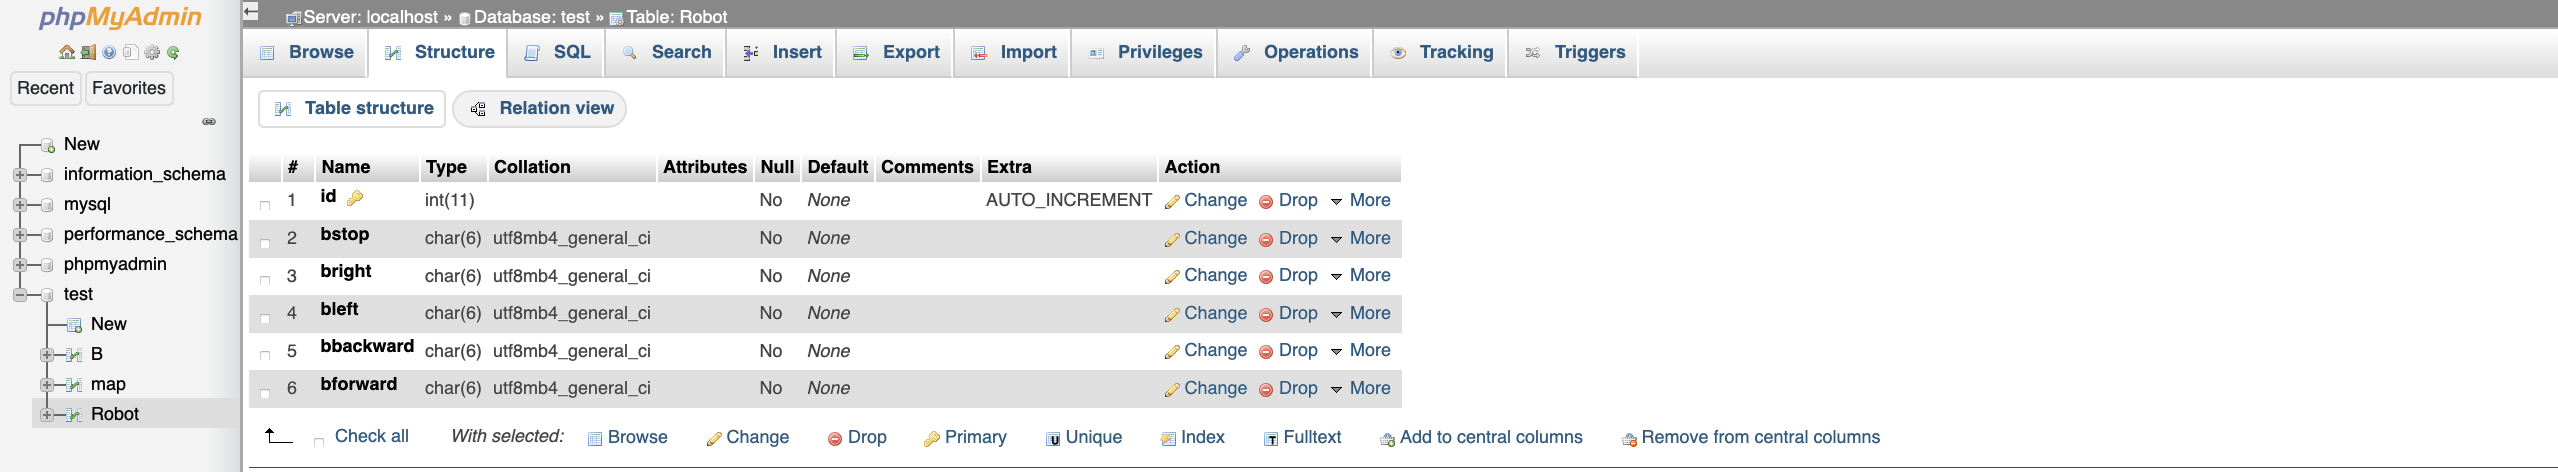 phpMyAdmin
Recent Favorites
New
information_schema
mysql
performance_schema
phpmyadmin
test
New
B
map
Robot
Server: localhost » Database: test » Table: Robot
Browse Structure SQL Search Insert Export Import Privileges Operations Tracking Triggers
Table structure Relation view
# Name Type Collation Attributes Null Default Comments Extra Action
1 id int(11) No None AUTO_INCREMENT Change Drop More
2 bstop char(6) utf8mb4_general_ci No None Change Drop More
3 bright char(6) utf8mb4_general_ci No None Change Drop More
4 bleft char(6) utf8mb4_general_ci No None Change Drop More
5 bbackward char(6) utf8mb4_general_ci No None Change Drop More
6 bforward char(6) utf8mb4_general_ci No None Change Drop More
Check all With selected: Browse Change Drop Primary Unique Index Fulltext Add to central columns Remove from central columns